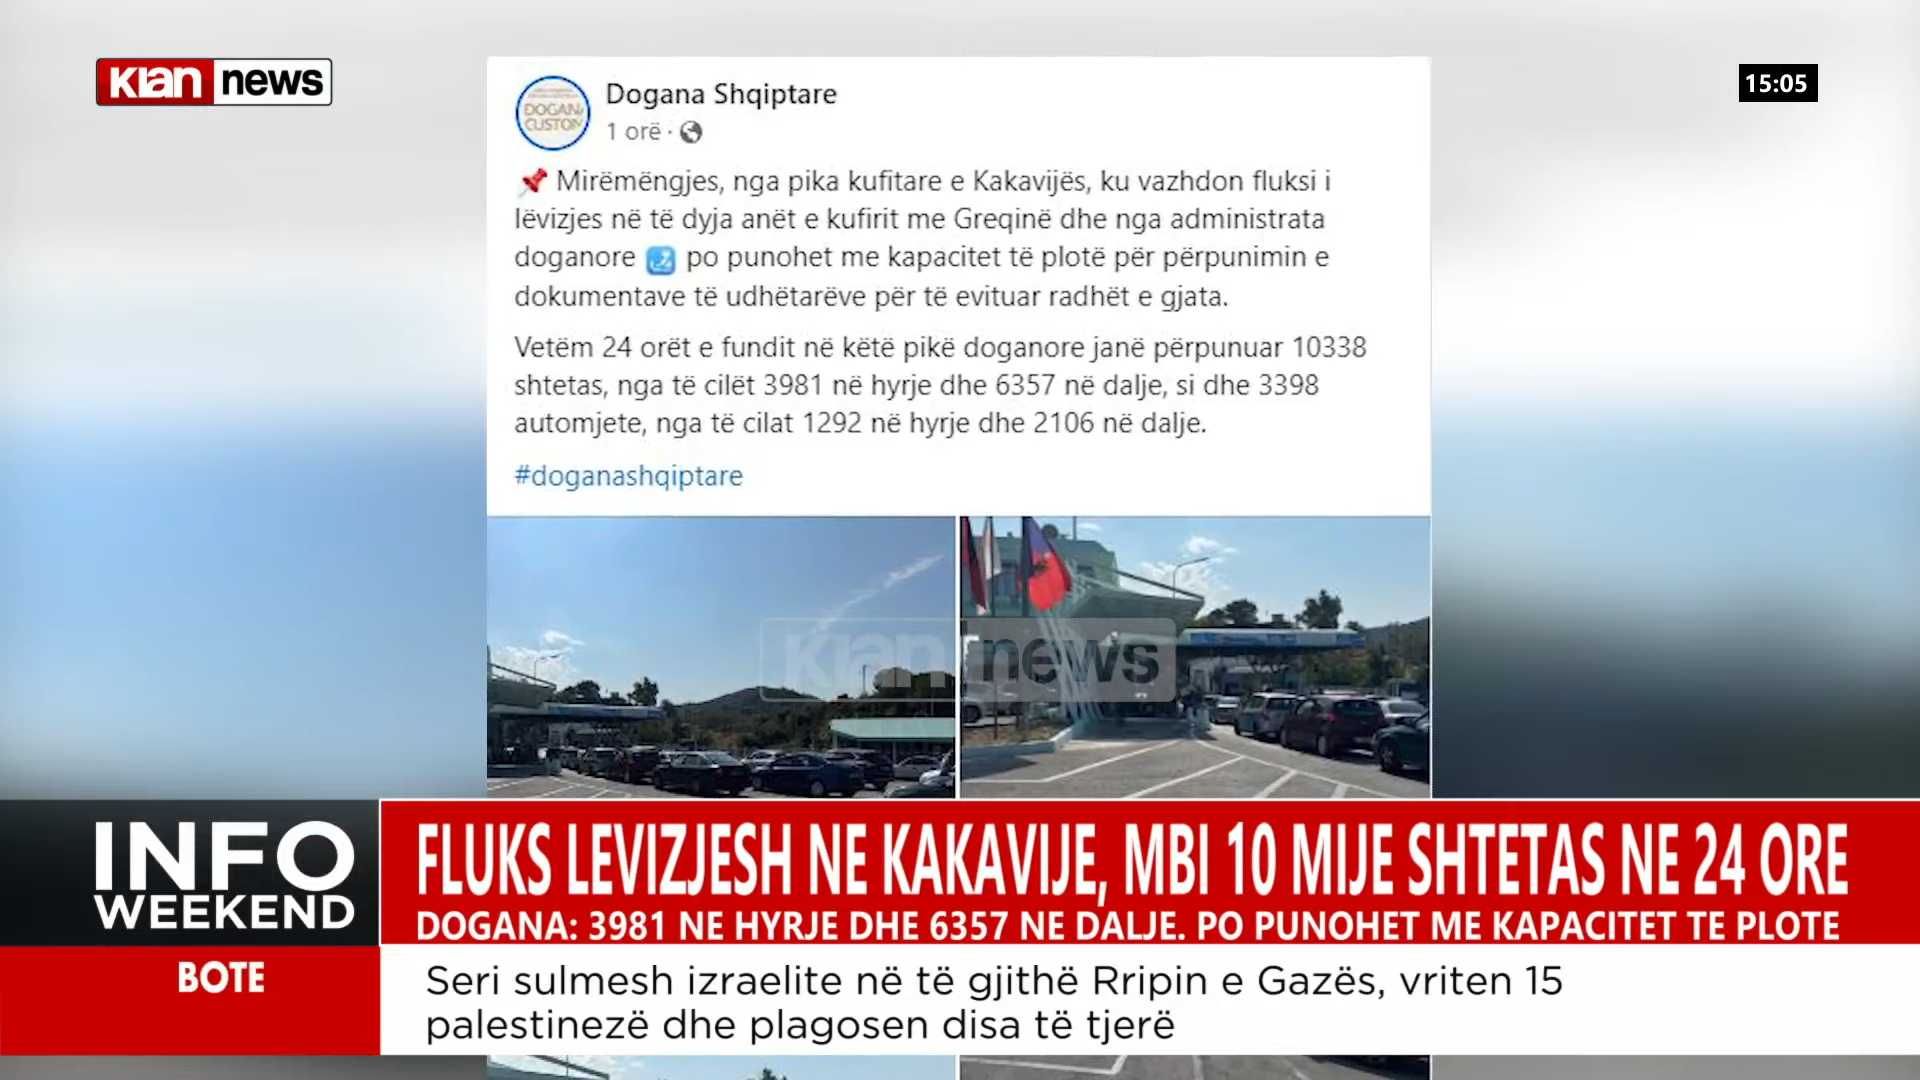 klan news
15:05
DOGANA
CUSTOM
Dogana Shqiptare
1 orë ·
Mirëmëngjes, nga pika kufitare e Kakavijës, ku vazhdon fluksi i
lëvizjes në të dyja anët e kufirit me Greqinë dhe nga administrata
doganore po punohet me kapacitet të plotë për përpunimin e
dokumentave të udhëtarëve për të evituar radhët e gjata.
Vetëm 24 orët e fundit në këtë pikë doganore janë përpunuar 10338
shtetas, nga të cilët 3981 në hyrje dhe 6357 në dalje, si dhe 3398
automjete, nga të cilat 1292 në hyrje dhe 2106 në dalje.
#doganashqiptare
klan news
INFO
WEEKEND
FLUKS LEVIZJESH NE KAKAVIJE, MBI 10 MIJE SHTETAS NE 24 ORE
DOGANA: 3981 NE HYRJE DHE 6357 NE DALJE. PO PUNOHET ME KAPACITET TE PLOTE
BOTE
Seri sulmesh izraelite në të gjithë Rripin e Gazës, vriten 15
palestinezë dhe plagosen disa të tjerë